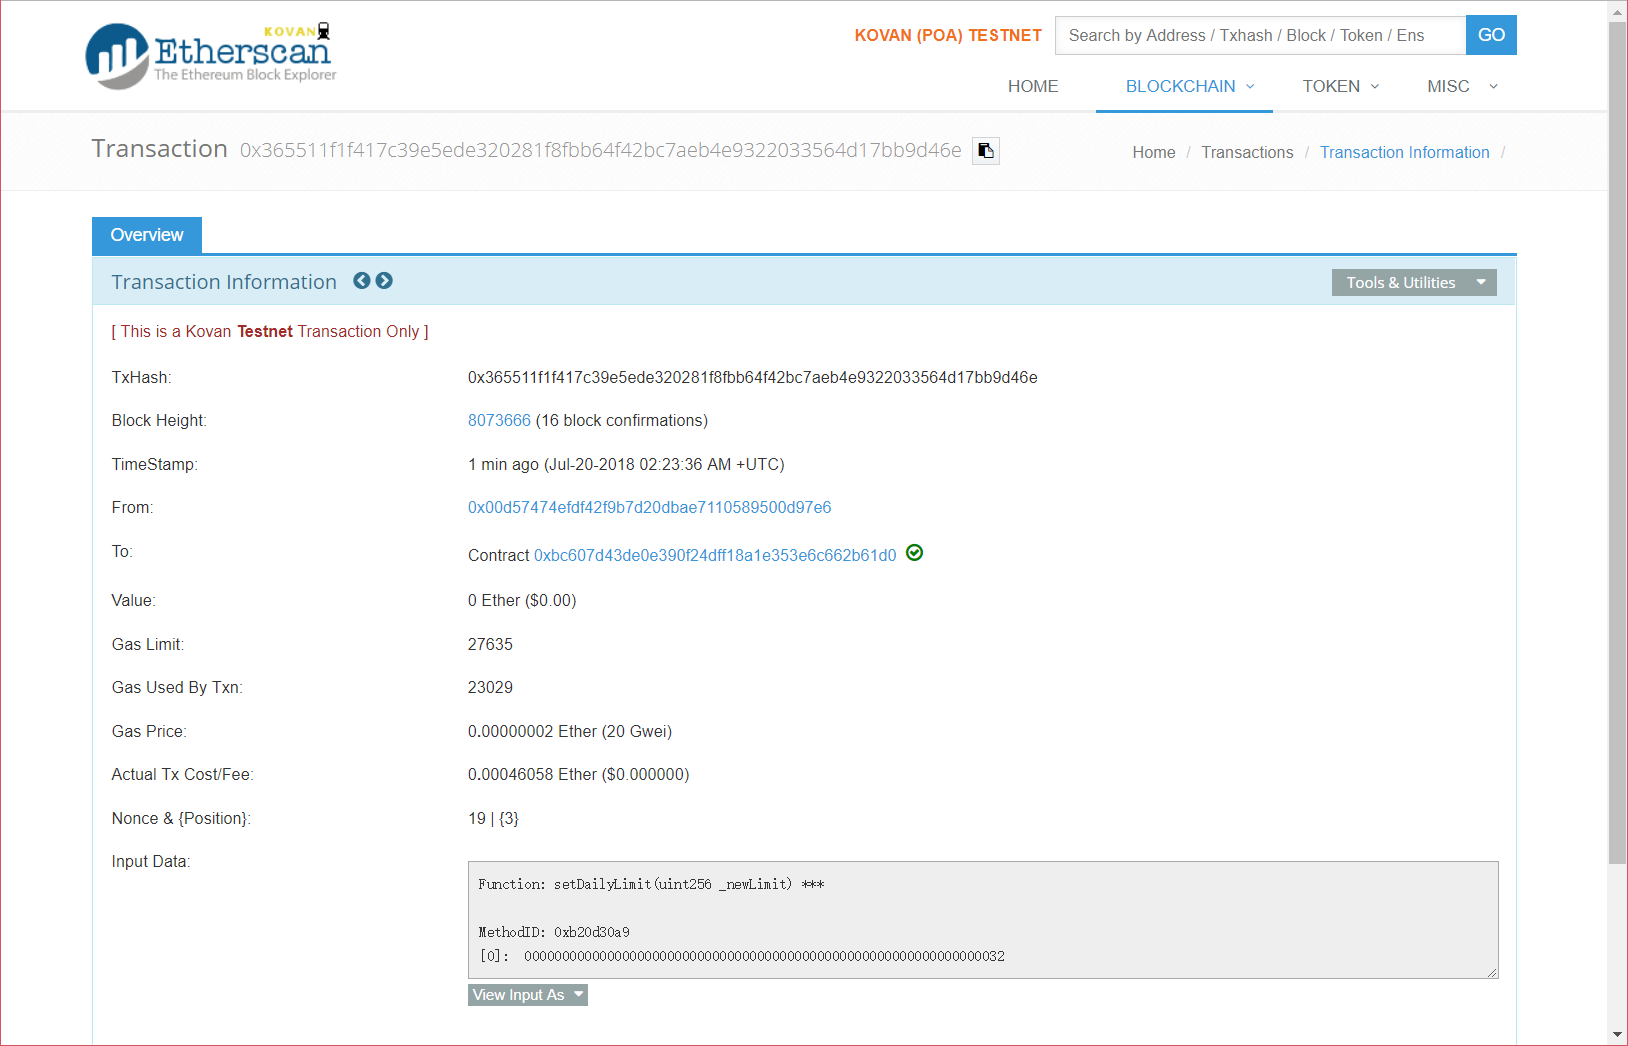 KOVAN
Etherscan
The Ethereum Block Explorer
KOVAN (POA) TESTNET
Search by Address / Txhash / Block / Token / Ens
GO
HOME
BLOCKCHAIN
TOKEN
MISC
Transaction 0x365511f1f417c39e5ede320281f8fbb64f42bc7aeb4e9322033564d17bb9d46e
Home / Transactions / Transaction Information /
Overview
Transaction Information
Tools & Utilities
[ This is a Kovan Testnet Transaction Only ]
TxHash: 0x365511f1f417c39e5ede320281f8fbb64f42bc7aeb4e9322033564d17bb9d46e
Block Height: 8073666 (16 block confirmations)
TimeStamp: 1 min ago (Jul-20-2018 02:23:36 AM +UTC)
From: 0x00d57474efdf42f9b7d20dbae7110589500d97e6
To: Contract 0xbc607d43de0e390f24dff18a1e353e6c662b61d0
Value: 0 Ether ($0.00)
Gas Limit: 27635
Gas Used By Txn: 23029
Gas Price: 0.00000002 Ether (20 Gwei)
Actual Tx Cost/Fee: 0.00046058 Ether ($0.000000)
Nonce & {Position}: 19 | {3}
Input Data:
Function: setDailyLimit(uint256 _newLimit) ***
MethodID: 0xb20d30a9
[0]: 0000000000000000000000000000000000000000000000000000000000000032
View Input As